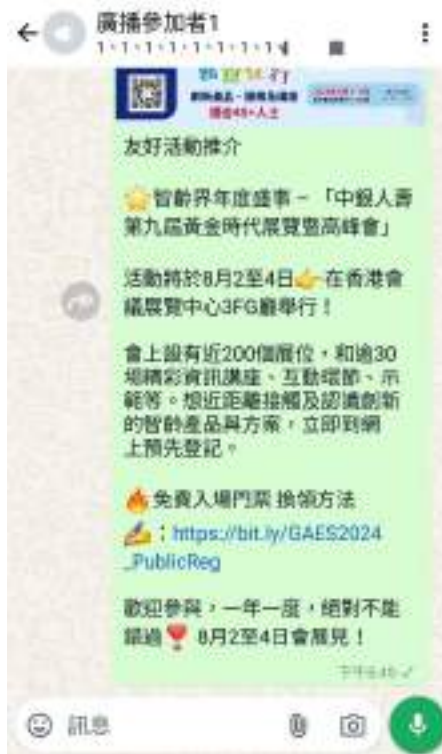 廣播參加者1
友好活動推介
🌟智齡界年度盛事 – 「中銀人壽
第九屆黃金時代展覽暨高峰會」
活動將於8月2至4日👉在香港會
議展覽中心3FG廳舉行！
會上設有近200個展位，和逾30
場精彩資訊講座、互動環節、示
範等。想近距離接觸及認識創新
的智齡產品與方案，立即到網
上預先登記。
🔥免費入場門票 換領方法
✍️：https://bit.ly/GAES2024
_PublicReg
歡迎參與，一年一度，絕對不能
錯過❣️ 8月2至4日會展見！
訊息